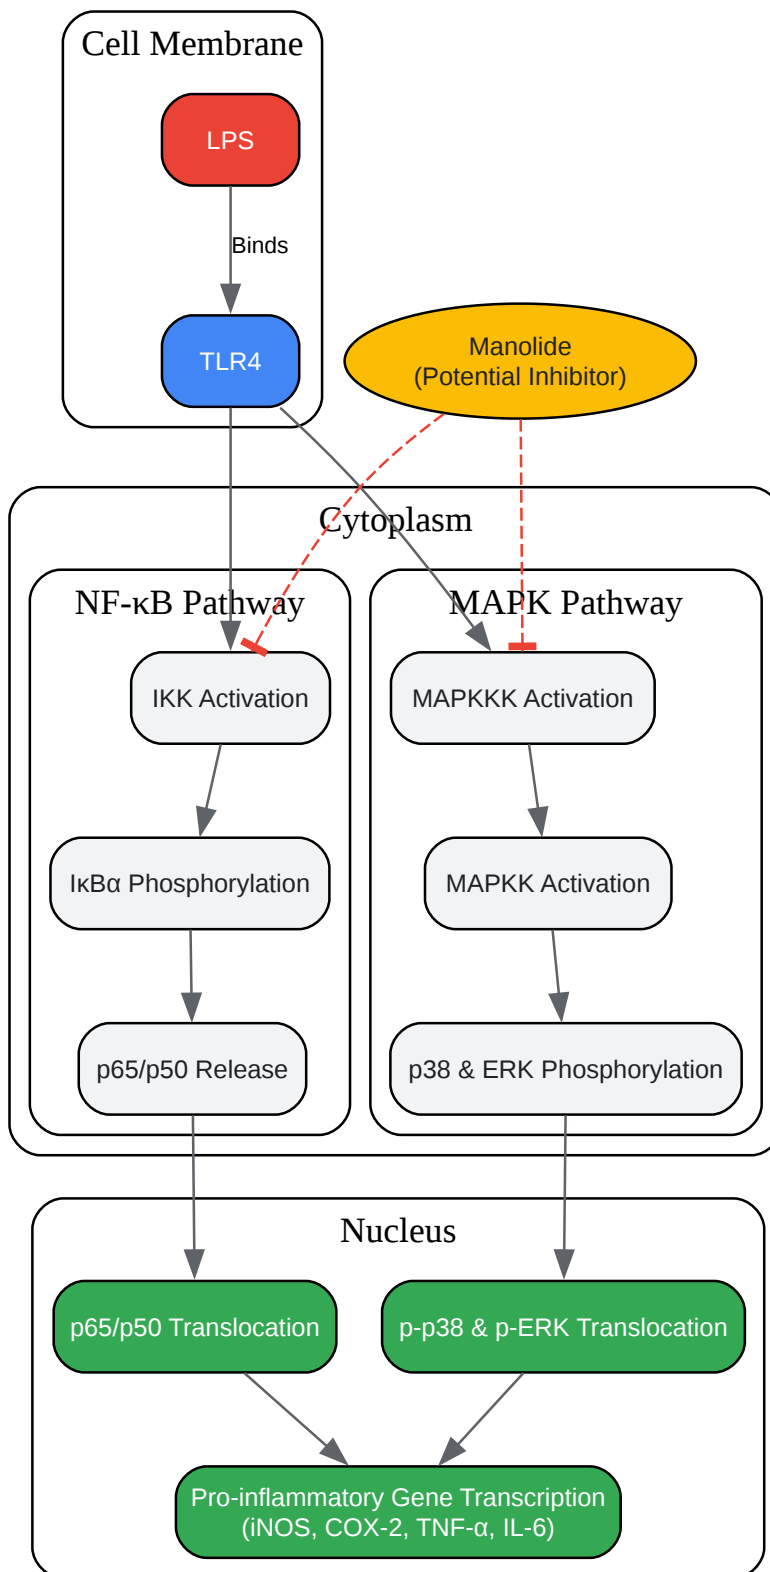 Cell Membrane
LPS
Binds
TLR4
Manolide
(Potential Inhibitor)
Cytoplasm
NF-κB Pathway
MAPK Pathway
IKK Activation
MAPKKK Activation
IκBα Phosphorylation
MAPKK Activation
p65/p50 Release
p38 & ERK Phosphorylation
Nucleus
p65/p50 Translocation
p-p38 & p-ERK Translocation
Pro-inflammatory Gene Transcription
(iNOS, COX-2, TNF-α, IL-6)